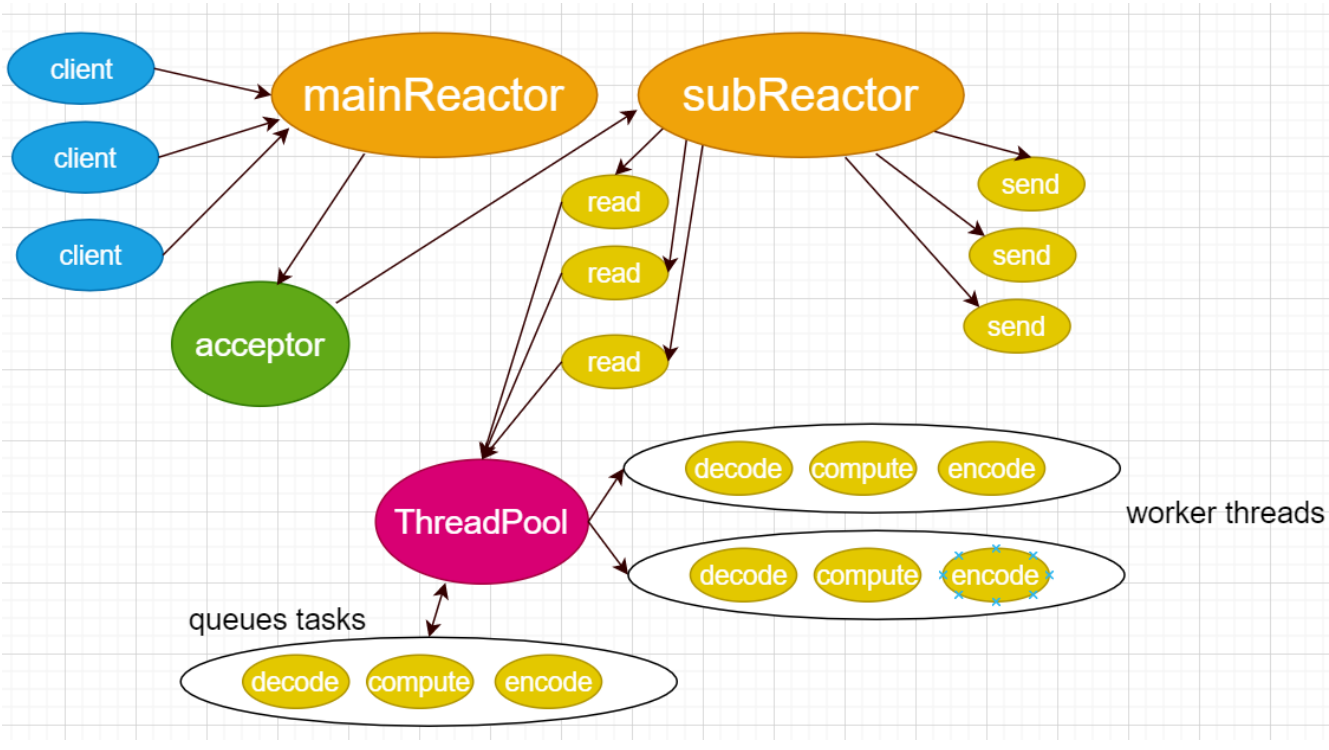 client
mainReactor
subReactor
client
send
read
client
send
read
send
acceptor
read
decode
compute
encode
ThreadPool
worker threads
decode
compute
encode
queues tasks
decode
compute
encode